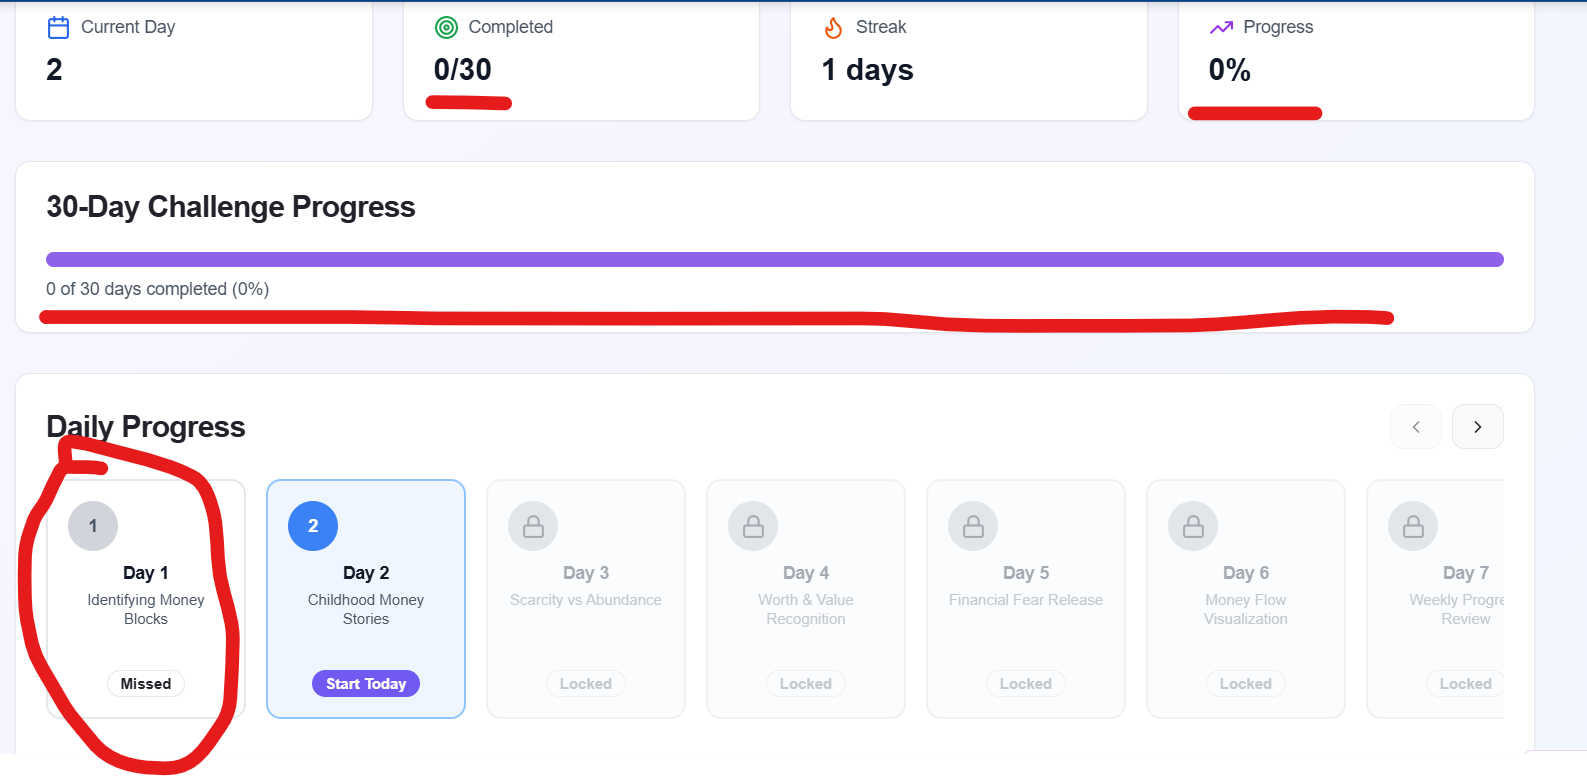 Current Day
2
Completed
0/30
Streak
1 days
Progress
0%
30-Day Challenge Progress
0 of 30 days completed (0%)
Daily Progress
1
Day 1
Identifying Money
Blocks
Missed
2
Day 2
Childhood Money
Stories
Start Today
Day 3
Scarcity vs Abundance
Locked
Day 4
Worth & Value
Recognition
Locked
Day 5
Financial Fear Release
Locked
Day 6
Money Flow
Visualization
Locked
Day 7
Weekly Progre
Review
Locked